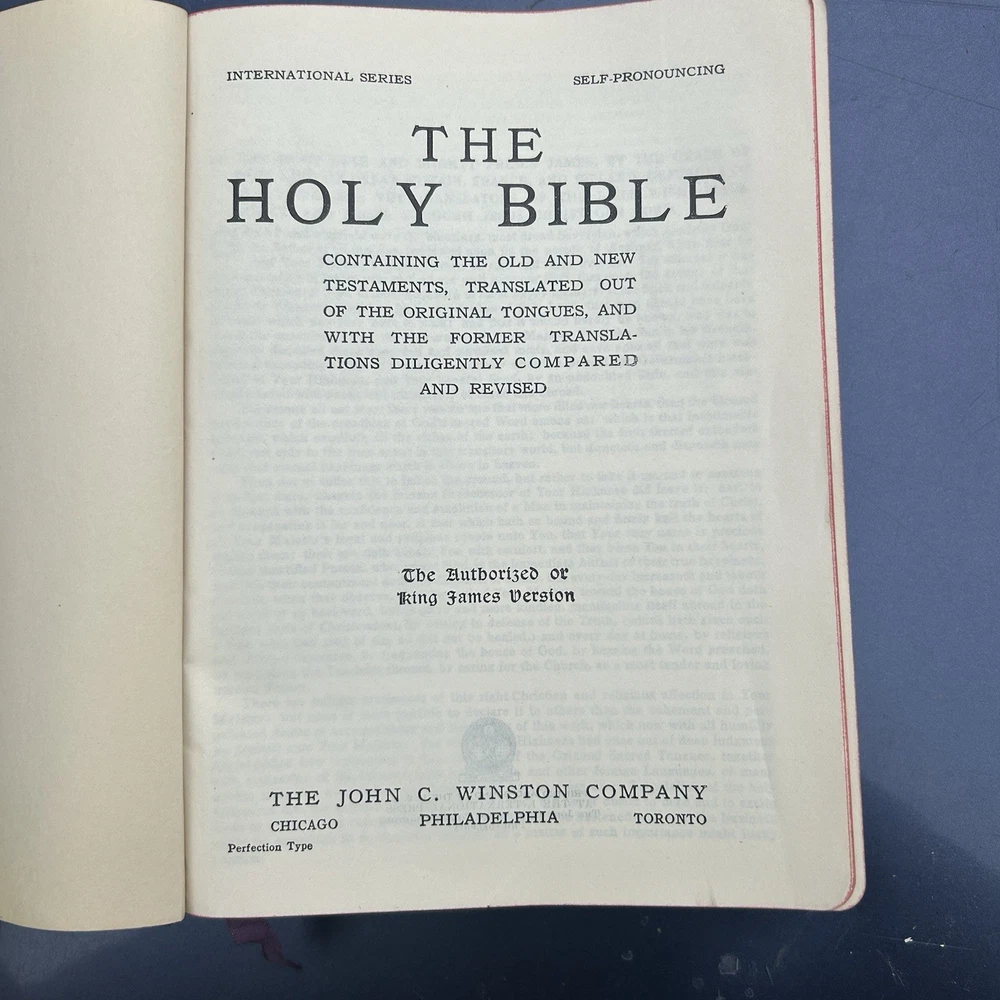 INTERNATIONAL SERIES SELF-PRONOUNCING
THE
HOLY BIBLE
CONTAINING THE OLD AND NEW
TESTAMENTS, TRANSLATED OUT
OF THE ORIGINAL TONGUES, AND
WITH THE FORMER TRANSLA-
TIONS DILIGENTLY COMPARED
AND REVISED
The Authorized or
King James Version
THE JOHN C. WINSTON COMPANY
CHICAGO PHILADELPHIA TORONTO
Perfection Type